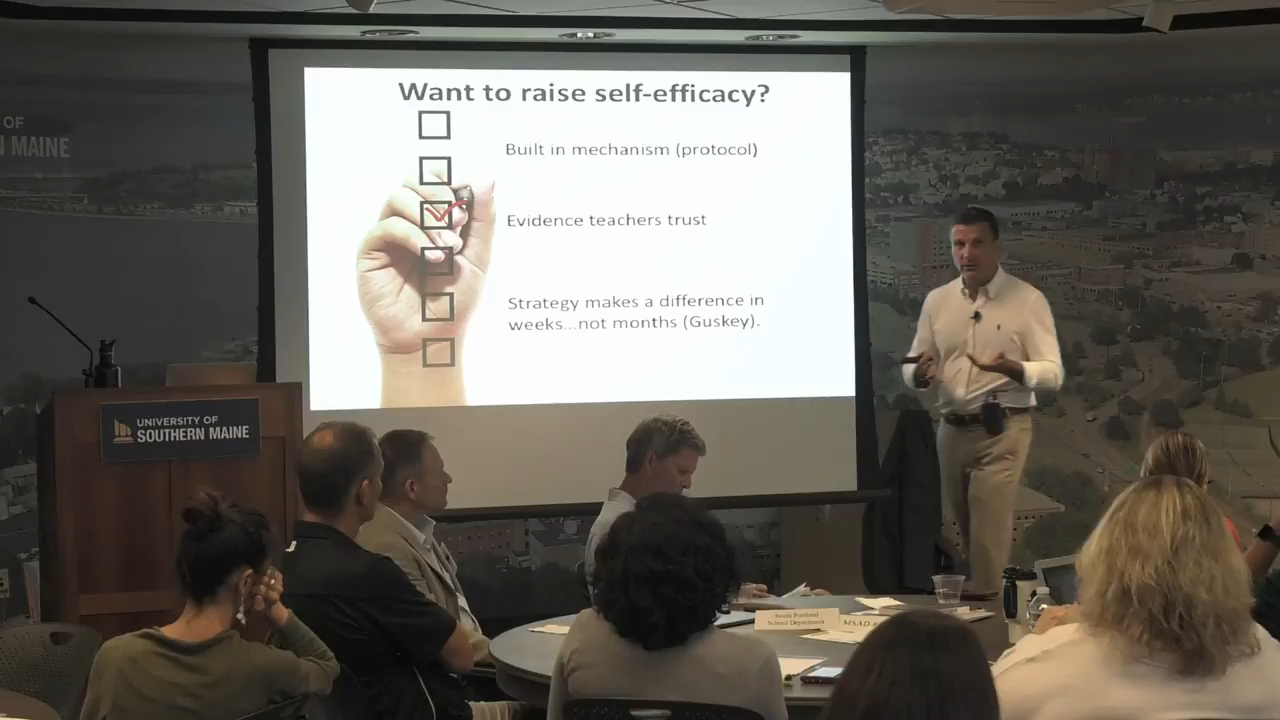 OF
MAINE
Want to raise self-efficacy?
Built in mechanism (protocol)
Evidence teachers trust
Strategy makes a difference in
weeks...not months (Guskey).
UNIVERSITY OF
SOUTHERN MAINE
South Portland
School Department
MSAD